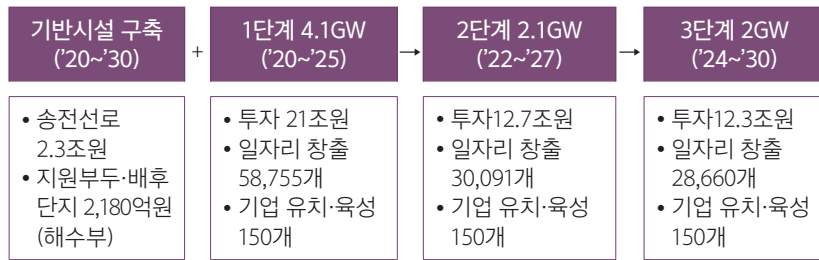 기반시설 구축
('20~'30)
+
1단계 4.1GW
('20~'25)
→
2단계 2.1GW
('22~'27)
→
3단계 2GW
('24~'30)
• 송전선로
2.3조원
• 지원부두·배후
단지 2,180억원
(해수부)
• 투자 21조원
• 일자리 창출
58,755개
• 기업 유치·육성
150개
• 투자12.7조원
• 일자리 창출
30,091개
• 기업 유치·육성
150개
• 투자12.3조원
• 일자리 창출
28,660개
• 기업 유치·육성
150개